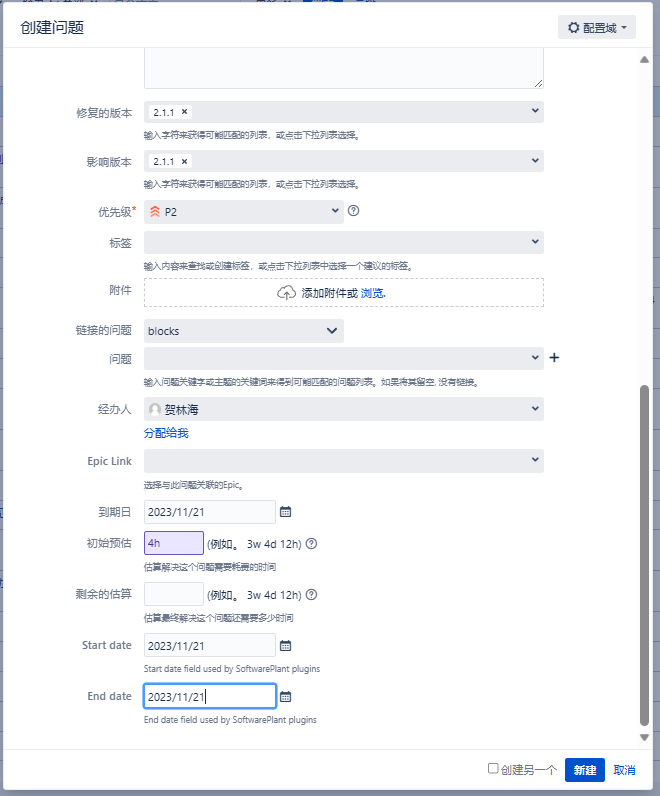 创建问题
配置域
修复的版本
2.1.1 ×
输入字符来获得可能匹配的列表，或点击下拉列表选择。
影响版本
2.1.1 ×
输入字符来获得可能匹配的列表，或点击下拉列表选择。
优先级*
P2
标签
输入内容来查找或创建标签，或点击下拉列表中选择一个建议的标签。
附件
添加附件或 浏览.
链接的问题
blocks
问题
输入问题关键字或主题的关键词来得到可能匹配的问题列表。如果将其留空, 没有链接。
经办人
贺林海
分配给我
Epic Link
选择与此问题关联的Epic。
到期日
2023/11/21
初始预估
4h
(例如。 3w 4d 12h)
估算解决这个问题需要耗费的时间
剩余的估算
(例如。 3w 4d 12h)
估算最终解决这个问题还需要多少时间
Start date
2023/11/21
Start date field used by SoftwarePlant plugins
End date
2023/11/21
End date field used by SoftwarePlant plugins
创建另一个
新建
取消